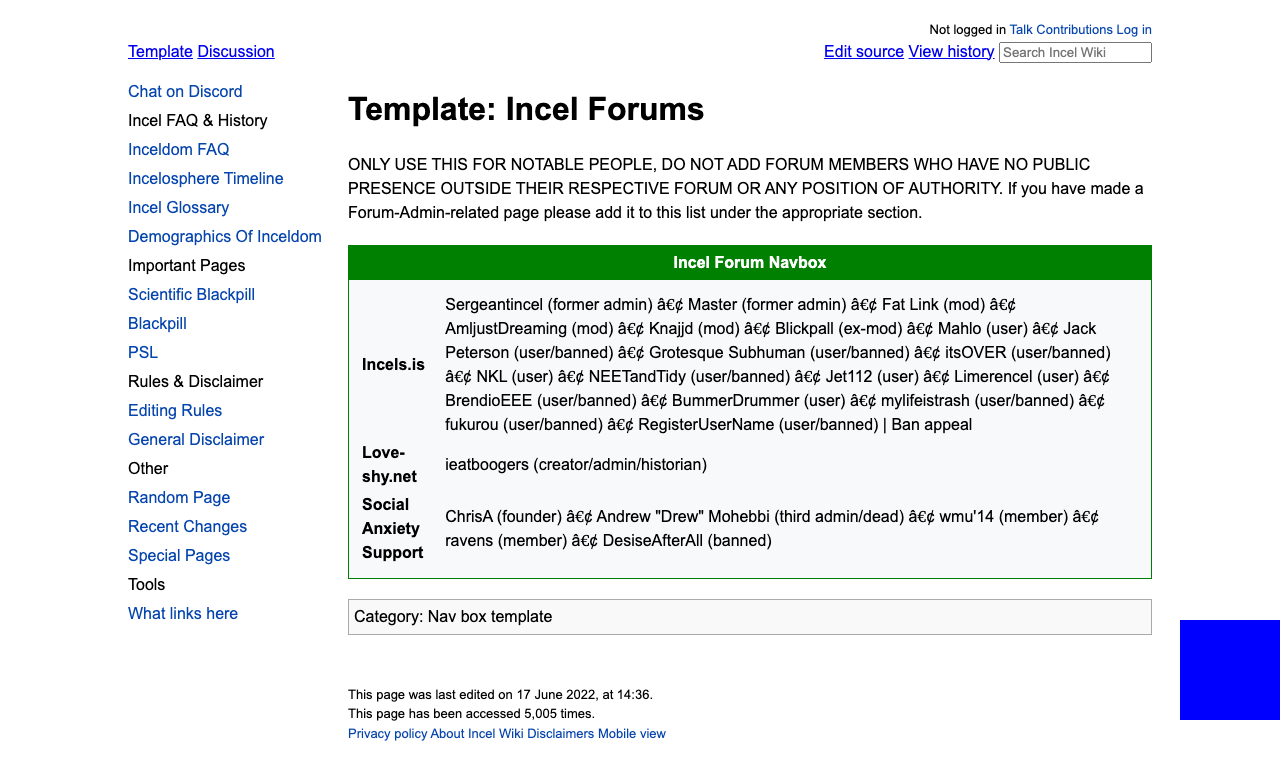 Not logged in Talk Contributions Log in
Template Discussion
Edit source View history Search Incel Wiki
Chat on Discord
Incel FAQ & History
Inceldom FAQ
Incelosphere Timeline
Incel Glossary
Demographics Of Inceldom
Important Pages
Scientific Blackpill
Blackpill
PSL
Rules & Disclaimer
Editing Rules
General Disclaimer
Other
Random Page
Recent Changes
Special Pages
Tools
What links here
Template: Incel Forums
ONLY USE THIS FOR NOTABLE PEOPLE, DO NOT ADD FORUM MEMBERS WHO HAVE NO PUBLIC
PRESENCE OUTSIDE THEIR RESPECTIVE FORUM OR ANY POSITION OF AUTHORITY. If you have made a
Forum-Admin-related page please add it to this list under the appropriate section.
Incel Forum Navbox
Incels.is
Sergeantincel (former admin) â€¢ Master (former admin) â€¢ Fat Link (mod) â€¢
AmljustDreaming (mod) â€¢ Knajjd (mod) â€¢ Blickpall (ex-mod) â€¢ Mahlo (user) â€¢ Jack
Peterson (user/banned) â€¢ Grotesque Subhuman (user/banned) â€¢ itsOVER (user/banned)
â€¢ NKL (user) â€¢ NEETandTidy (user/banned) â€¢ Jet112 (user) â€¢ Limerencel (user) â€¢
BrendioEEE (user/banned) â€¢ BummerDrummer (user) â€¢ mylifeistrash (user/banned) â€¢
fukurou (user/banned) â€¢ RegisterUserName (user/banned) | Ban appeal
Love-
shy.net
ieatboogers (creator/admin/historian)
Social
Anxiety
Support
ChrisA (founder) â€¢ Andrew "Drew" Mohebbi (third admin/dead) â€¢ wmu'14 (member) â€¢
ravens (member) â€¢ DesiseAfterAll (banned)
Category: Nav box template
This page was last edited on 17 June 2022, at 14:36.
This page has been accessed 5,005 times.
Privacy policy About Incel Wiki Disclaimers Mobile view